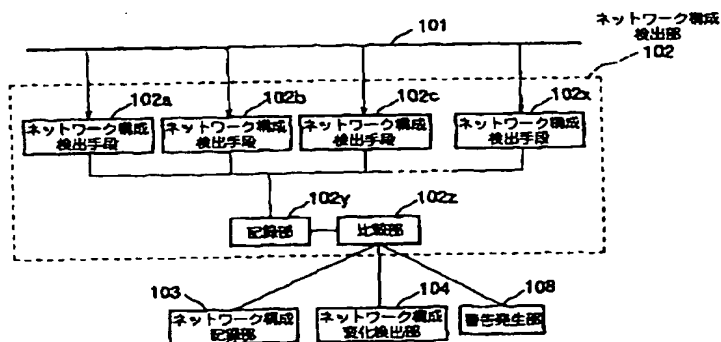 101
ネットワーク構成
検出部
102
102a
102b
102c
102x
ネットワーク構成
検出手段
ネットワーク構成
検出手段
ネットワーク構成
検出手段
ネットワーク構成
検出手段
102y
102z
記録部
比較部
103
104
108
ネットワーク構成
記録部
ネットワーク構成
変化検出部
警告発生部